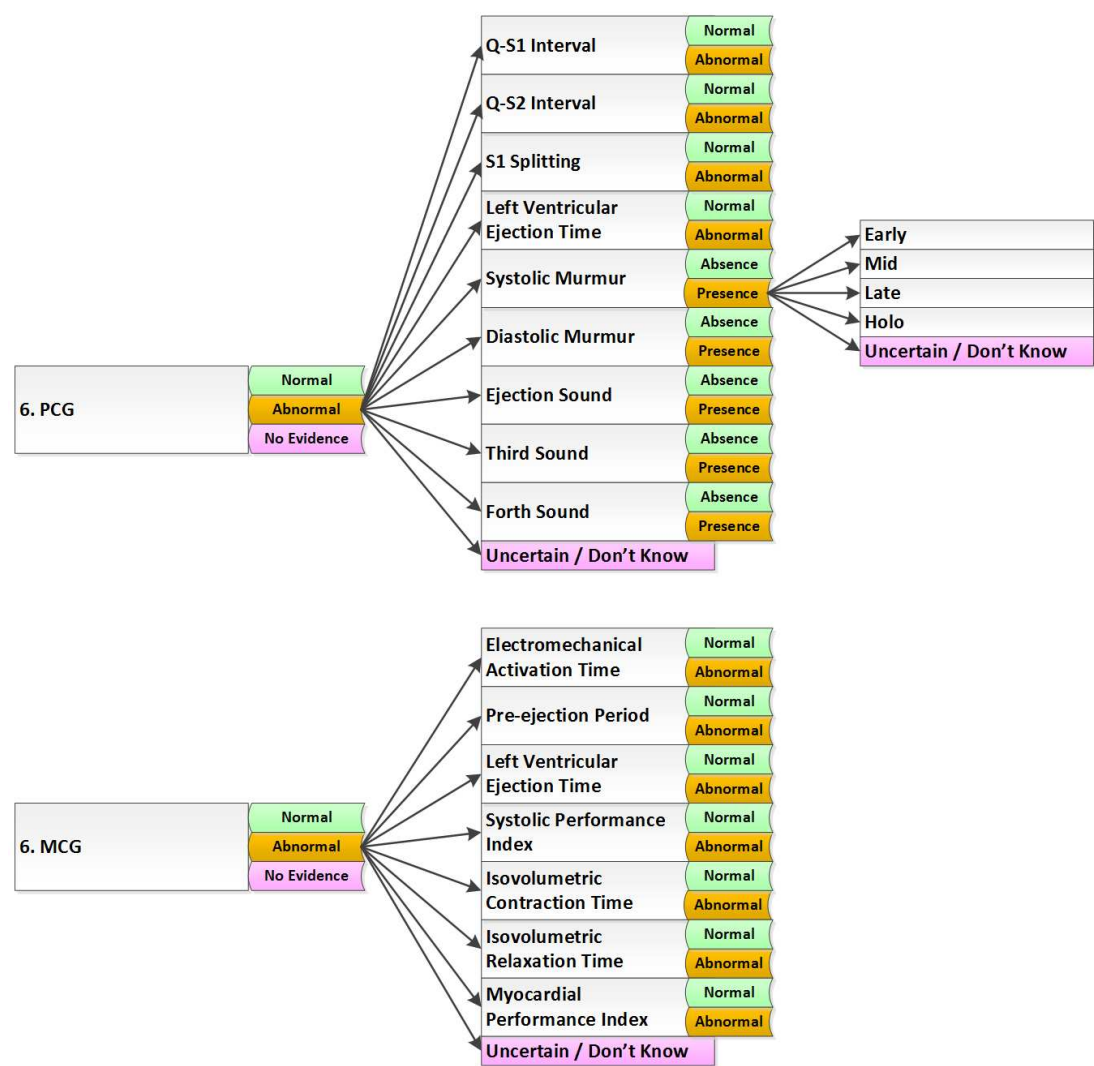 Q-S1 Interval
Normal
Abnormal
Q-S2 Interval
Normal
Abnormal
S1 Splitting
Normal
Abnormal
Left Ventricular
Ejection Time
Normal
Abnormal
Systolic Murmur
Absence
Presence
Early
Mid
Late
Holo
Uncertain / Don't Know
Diastolic Murmur
Absence
Presence
Ejection Sound
Absence
Presence
Third Sound
Absence
Presence
Forth Sound
Absence
Presence
Uncertain / Don't Know
6. PCG
Normal
Abnormal
No Evidence
Electromechanical
Activation Time
Normal
Abnormal
Pre-ejection Period
Normal
Abnormal
Left Ventricular
Ejection Time
Normal
Abnormal
Systolic Performance
Index
Normal
Abnormal
Isovolumetric
Contraction Time
Normal
Abnormal
Isovolumetric
Relaxation Time
Normal
Abnormal
Myocardial
Performance Index
Normal
Abnormal
Uncertain / Don't Know
6. MCG
Normal
Abnormal
No Evidence